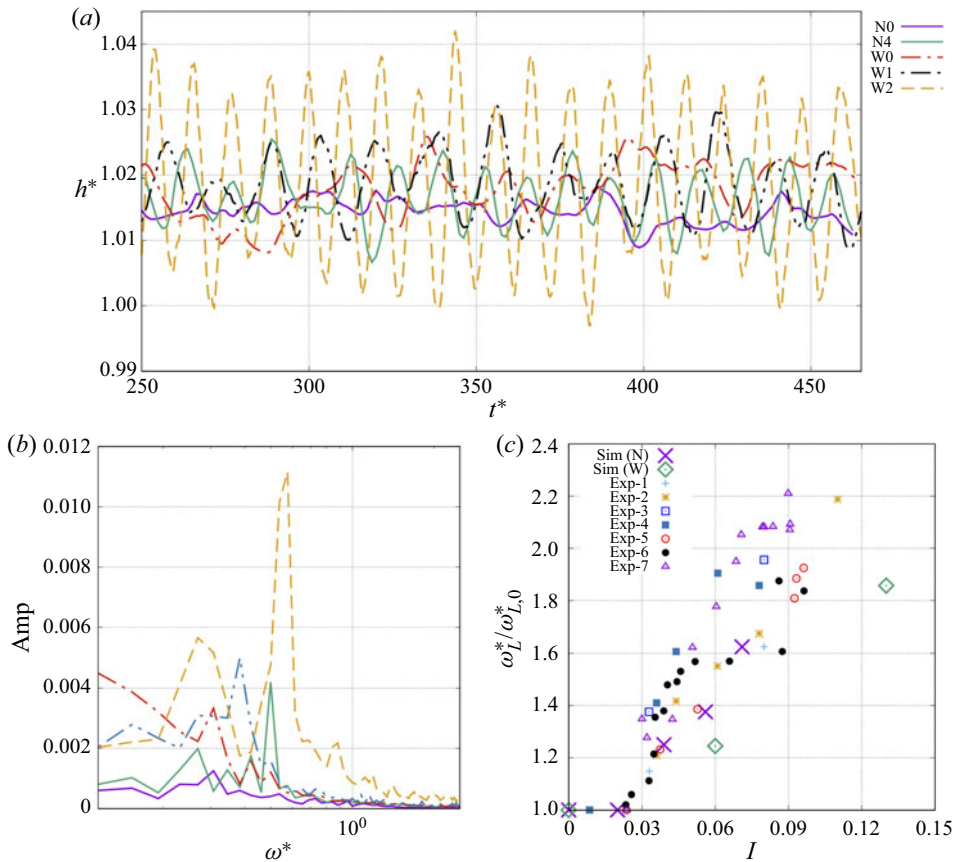 (a)
1.04
1.03
1.02
1.01
1.00
0.99
h*
250
300
350
400
450
t*
N0
N4
W0
W1
W2
(b)
0.012
0.010
0.008
0.006
0.004
0.002
0
Amp
10⁰
ω*
(c)
2.4
2.2
2.0
1.8
1.6
1.4
1.2
1.0
ω*L/ω*L,0
Sim (N)
Sim (W)
Exp-1
Exp-2
Exp-3
Exp-4
Exp-5
Exp-6
Exp-7
0
0.03
0.06
0.09
0.12
0.15
I